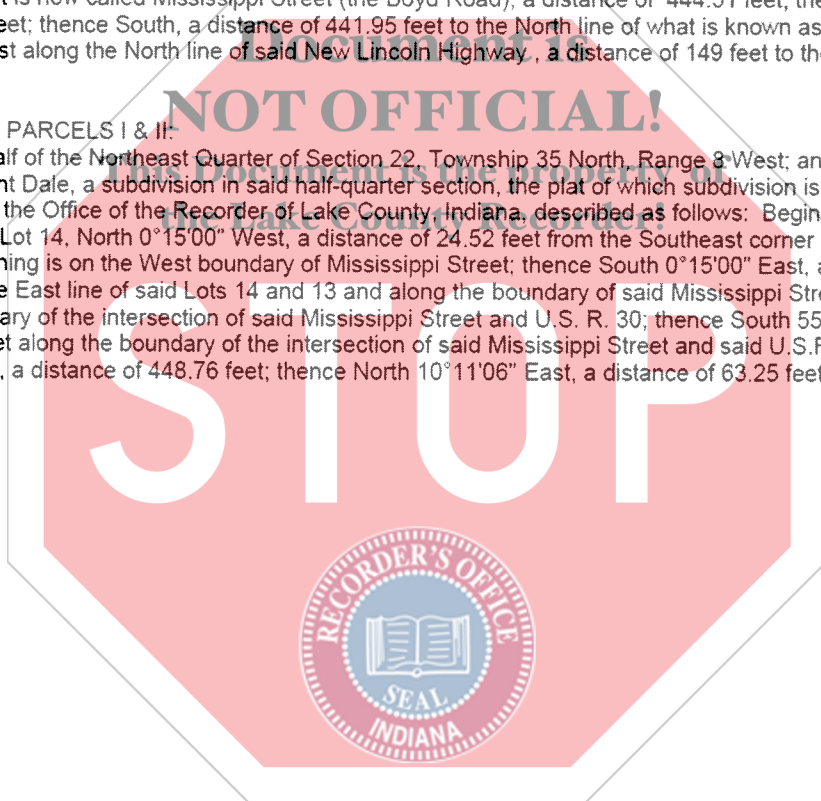 is now called Mississippi Street (the Boyd Road), a distance of 444.51 feet, the
eet; thence South, a distance of 441.95 feet to the North line of what is known as
st along the North line of said New Lincoln Highway , a distance of 149 feet to the
PARCELS I & II:
alf of the Northeast Quarter of Section 22, Township 35 North, Range 8 West; an
nt Dale, a subdivision in said half-quarter section, the plat of which subdivision is
the Office of the Recorder of Lake County, Indiana, described as follows: Begin
Lot 14, North 0°15'00" West, a distance of 24.52 feet from the Southeast corner
ning is on the West boundary of Mississippi Street; thence South 0°15'00" East, a
e East line of said Lots 14 and 13 and along the boundary of said Mississippi Stre
ary of the intersection of said Mississippi Street and U.S. R. 30; thence South 55
et along the boundary of the intersection of said Mississippi Street and said U.S.F
, a distance of 448.76 feet; thence North 10°11'06" East, a distance of 63.25 feet
Document is
NOT OFFICIAL!
This Document is the property of
the Lake County Recorder!
STOP
RECORDER'S OFFICE
SEAL
INDIANA